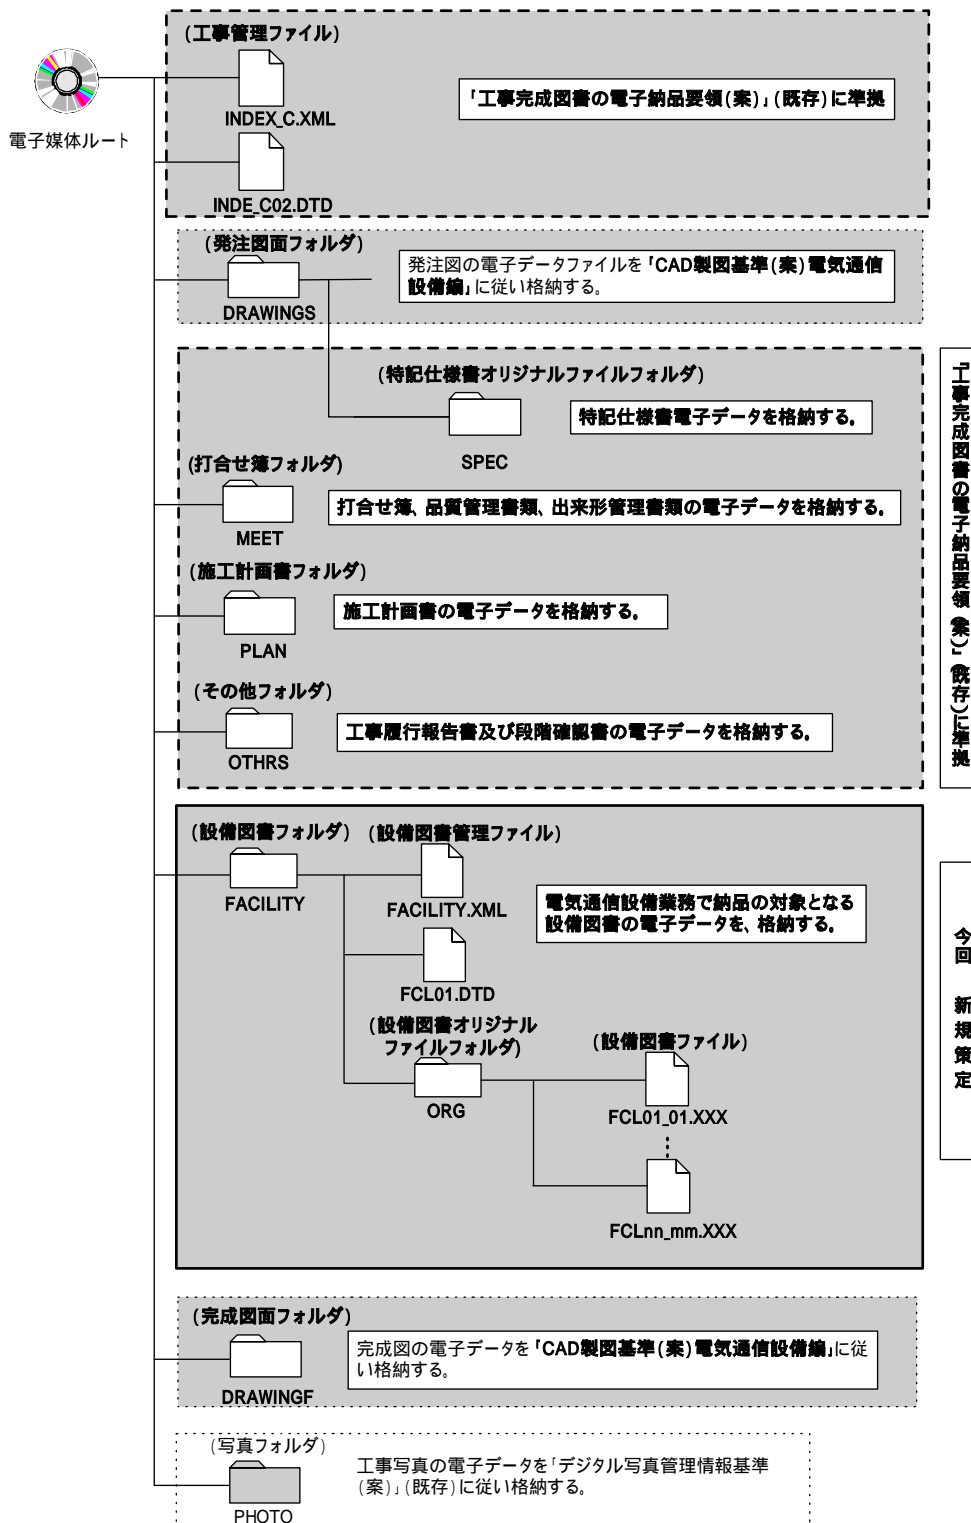 (工事管理ファイル)
電子媒体ルート
INDEX_C.XML
「工事完成図書の電子納品要領(案)」(既存)に準拠
INDE_C02.DTD
(発注図面フォルダ)
DRAWINGS
発注図の電子データファイルを「CAD製図基準(案)電気通信
設備編」に従い格納する。
(特記仕様書オリジナルファイルフォルダ)
SPEC
特記仕様書電子データを格納する。
(打合せ簿フォルダ)
MEET
打合せ簿、品質管理書類、出来形管理書類の電子データを格納する。
(施工計画書フォルダ)
PLAN
施工計画書の電子データを格納する。
(その他フォルダ)
OTHRS
工事履行報告書及び段階確認書の電子データを格納する。
『工事完成図書の電子納品要領(案)』(既存)に準拠
(設備図書フォルダ)
FACILITY
(設備図書管理ファイル)
FACILITY.XML
電気通信設備業務で納品の対象となる
設備図書の電子データを、格納する。
FCL01.DTD
(設備図書オリジナル
ファイルフォルダ)
ORG
(設備図書ファイル)
FCL01_01.XXX
FCLnn_mm.XXX
今回 新規策定
(完成図面フォルダ)
DRAWINGF
完成図の電子データを「CAD製図基準(案)電気通信設備編」に従
い格納する。
(写真フォルダ)
PHOTO
工事写真の電子データを「デジタル写真管理情報基準
(案)」(既存)に従い格納する。